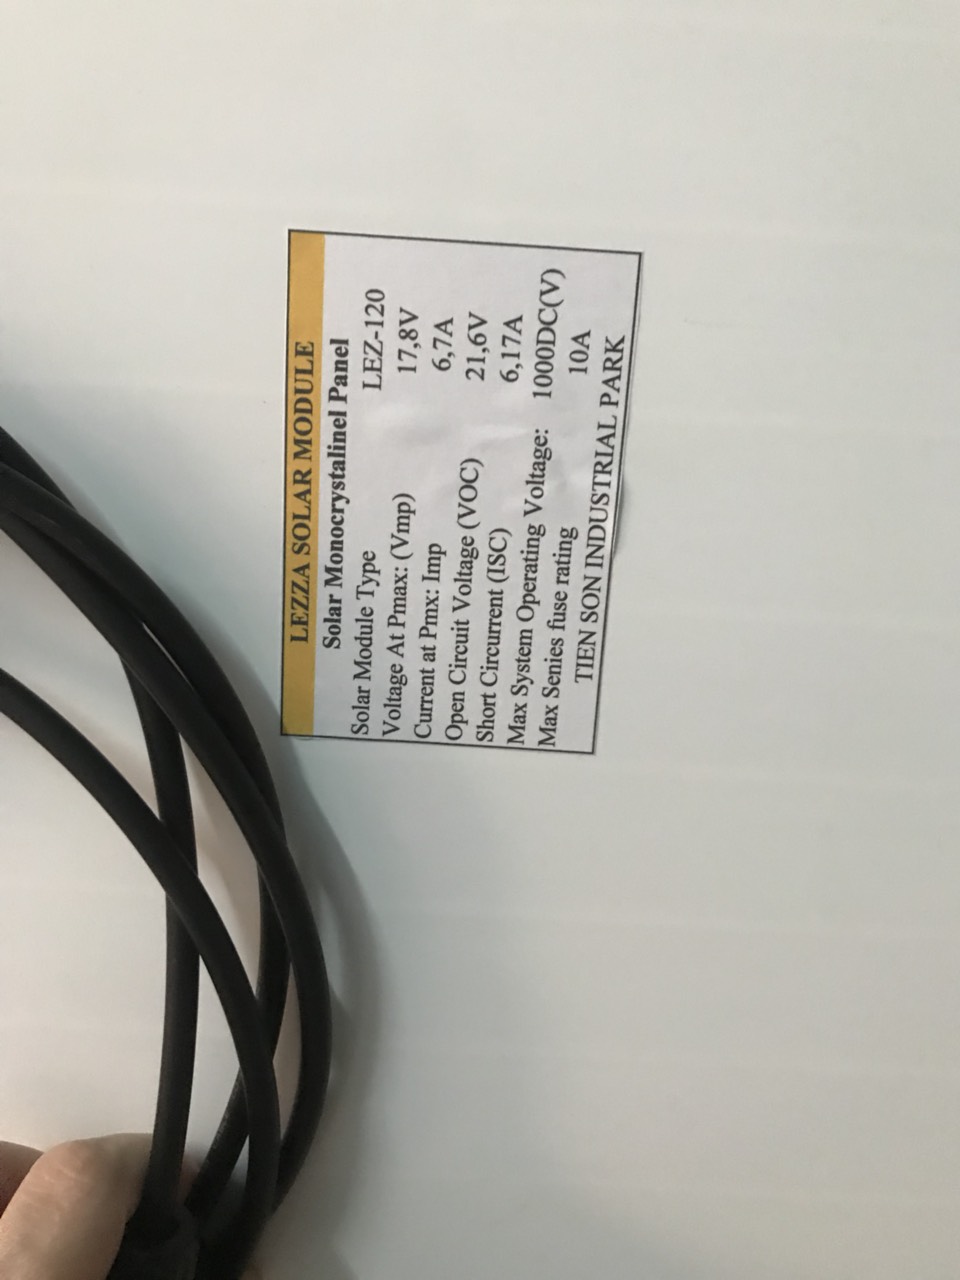 LEZZA SOLAR MODULE
Solar Monocrystalinel Panel
Solar Module Type LEZ-120
Voltage At Pmax: (Vmp) 17,8V
Current at Pmx: Imp 6,7A
Open Circuit Voltage (VOC) 21,6V
Short Circurrent (ISC) 6,17A
Max System Operating Voltage: 1000DC(V)
Max Senies fuse rating 10A
TIEN SON INDUSTRIAL PARK